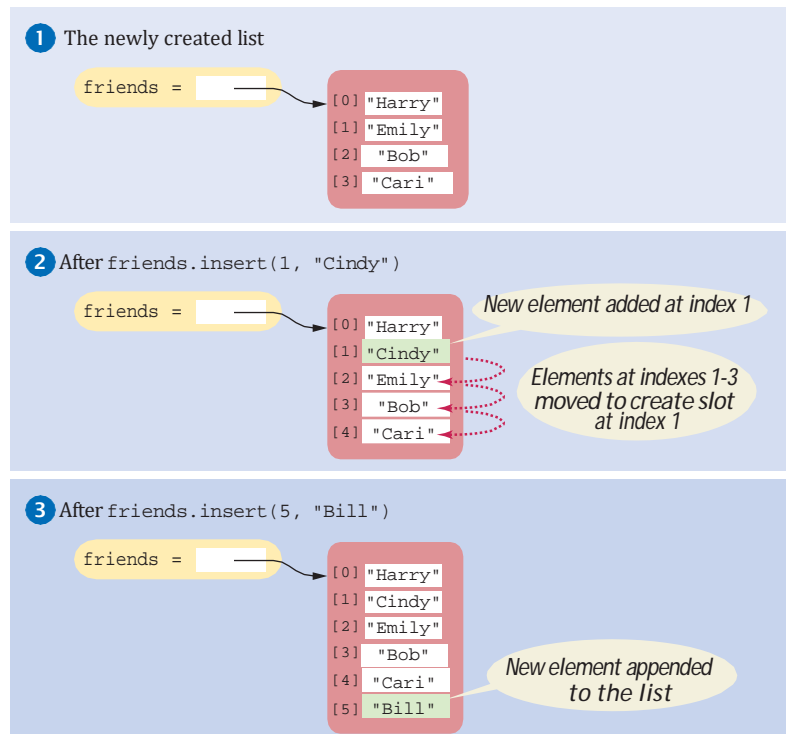 1 The newly created list
friends =
[0] "Harry"
[1] "Emily"
[2] "Bob"
[3] "Cari"
2 After friends.insert(1, "Cindy")
friends =
New element added at index 1
[0] "Harry"
[1] "Cindy"
[2] "Emily"
[3] "Bob"
[4] "Cari"
Elements at indexes 1-3
moved to create slot
at index 1
3 After friends.insert(5, "Bill")
friends =
[0] "Harry"
[1] "Cindy"
[2] "Emily"
[3] "Bob"
[4] "Cari"
[5] "Bill"
New element appended
to the list